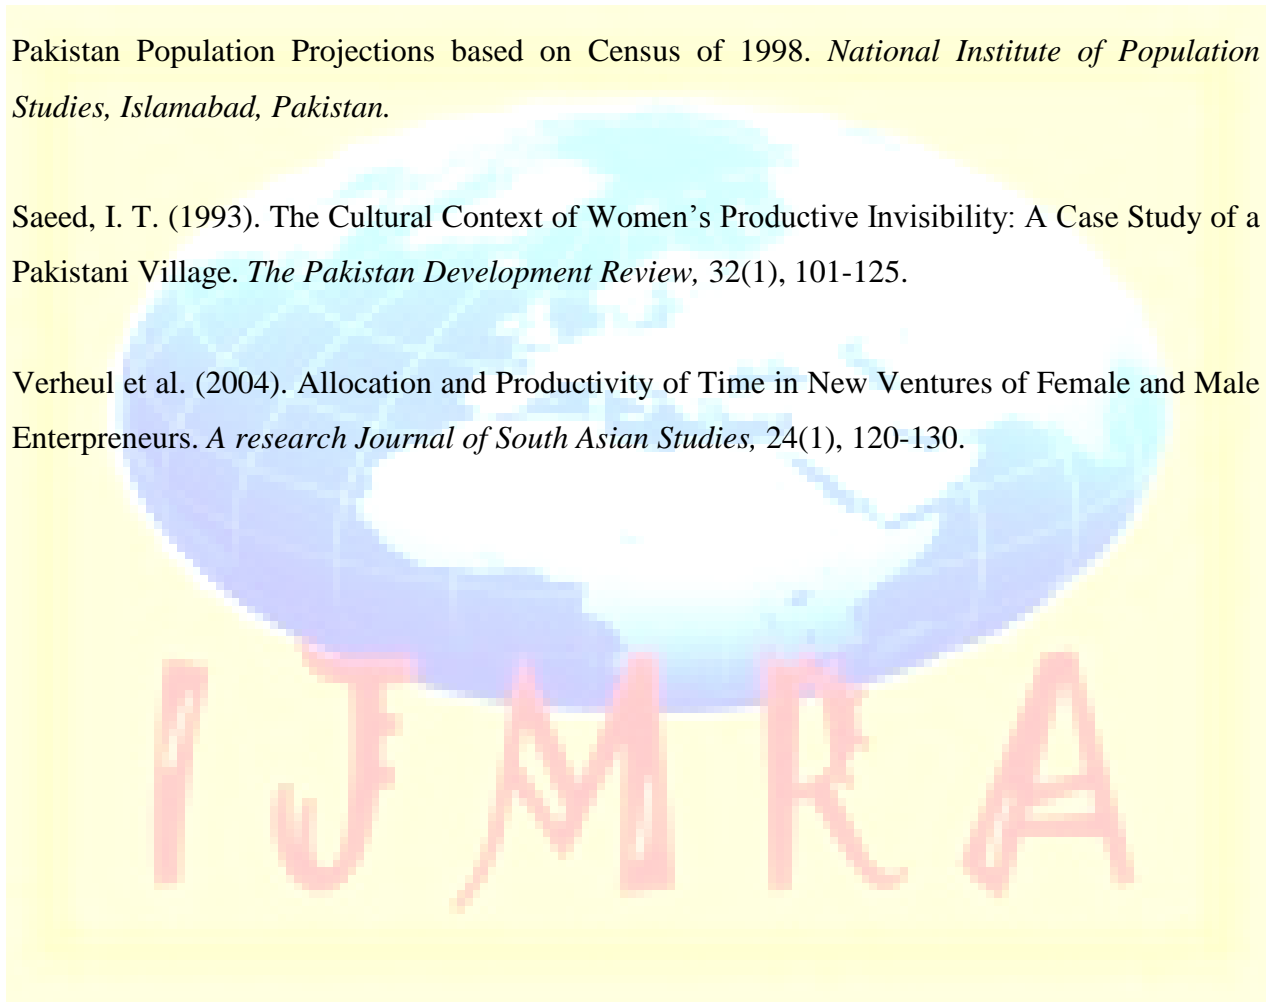 Pakistan Population Projections based on Census of 1998. National Institute of Population
Studies, Islamabad, Pakistan.
Saeed, I. T. (1993). The Cultural Context of Women’s Productive Invisibility: A Case Study of a
Pakistani Village. The Pakistan Development Review, 32(1), 101-125.
Verheul et al. (2004). Allocation and Productivity of Time in New Ventures of Female and Male
Enterpreneurs. A research Journal of South Asian Studies, 24(1), 120-130.
IJMRA